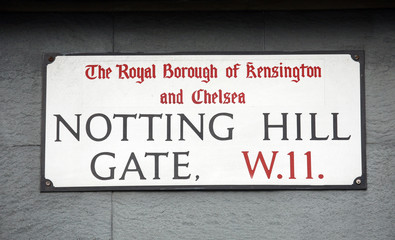 The Royal Borough of Kensington
and Chelsea
NOTTING HILL
GATE, W.11.